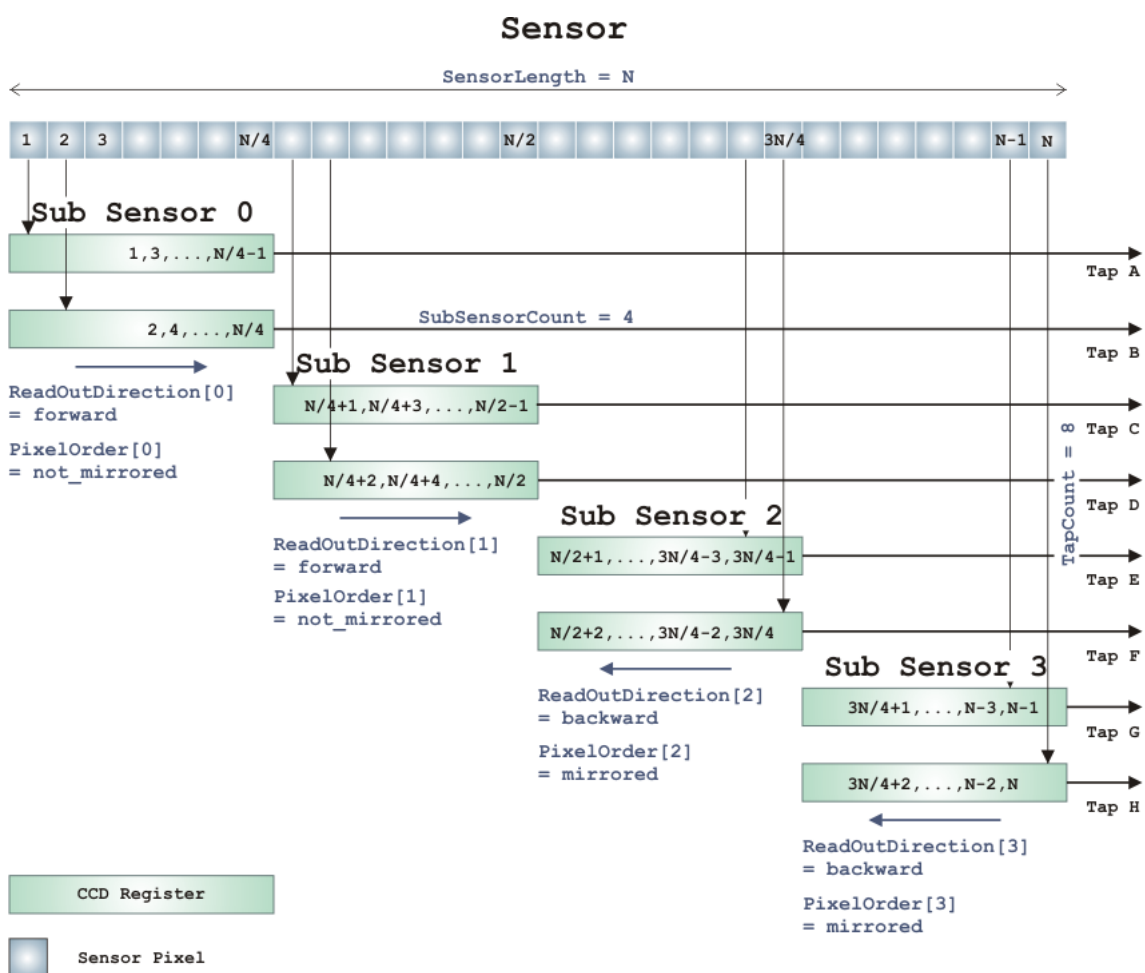 Sensor
SensorLength = N
1 2 3 N/4 N/2 3N/4 N-1 N
Sub Sensor 0
1,3,...,N/4-1
Tap A
2,4,...,N/4
SubSensorCount = 4
Tap B
ReadOutDirection[0]
= forward
PixelOrder[0]
= not_mirrored
Sub Sensor 1
N/4+1,N/4+3,...,N/2-1
Tap C
N/4+2,N/4+4,...,N/2
Tap D
TapCount = 8
ReadOutDirection[1]
= forward
PixelOrder[1]
= not_mirrored
Sub Sensor 2
N/2+1,...,3N/4-3,3N/4-1
Tap E
N/2+2,...,3N/4-2,3N/4
Tap F
ReadOutDirection[2]
= backward
PixelOrder[2]
= mirrored
Sub Sensor 3
3N/4+1,...,N-3,N-1
Tap G
3N/4+2,...,N-2,N
Tap H
ReadOutDirection[3]
= backward
PixelOrder[3]
= mirrored
CCD Register
Sensor Pixel